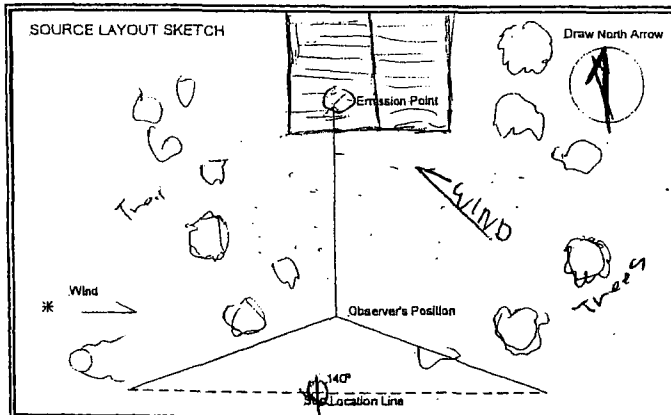 SOURCE LAYOUT SKETCH
Draw North Arrow
Emission Point
WIND
Trees
* Wind
Observer's Position
Trees
140°
Sun Location Line